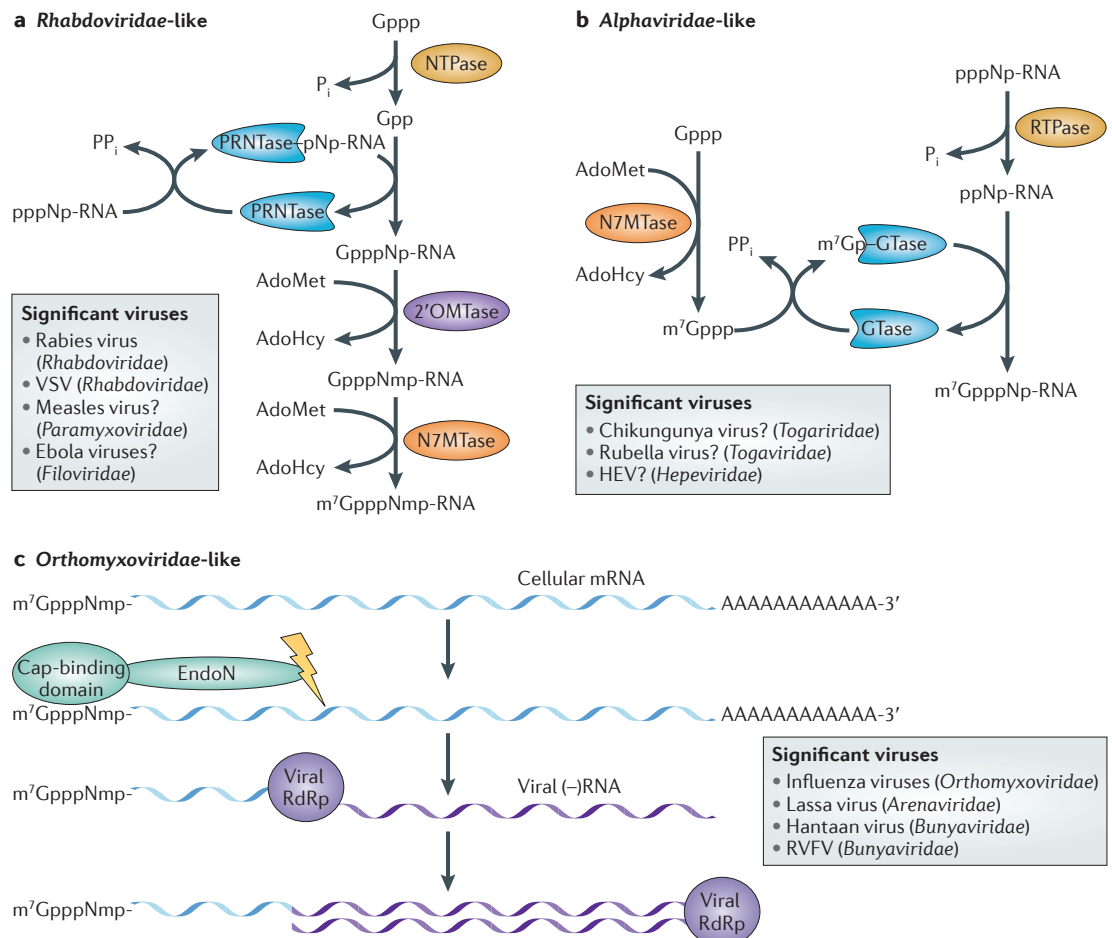 a Rhabdoviridae-like
Gppp
NTPase
Pi
Gpp
PPi
PRNTase–pNp-RNA
pppNp-RNA
PRNTase
GpppNp-RNA
AdoMet
2′OMTase
AdoHcy
GpppNmp-RNA
AdoMet
N7MTase
AdoHcy
m⁷GpppNmp-RNA
Significant viruses
• Rabies virus
(Rhabdoviridae)
• VSV (Rhabdoviridae)
• Measles virus?
(Paramyxoviridae)
• Ebola viruses?
(Filoviridae)
b Alphaviridae-like
pppNp-RNA
RTPase
Pi
ppNp-RNA
Gppp
AdoMet
N7MTase
AdoHcy
m⁷Gppp
PPi
m⁷Gp–GTase
GTase
m⁷GpppNp-RNA
Significant viruses
• Chikungunya virus? (Togariridae)
• Rubella virus? (Togaviridae)
• HEV? (Hepeviridae)
c Orthomyxoviridae-like
Cellular mRNA
m⁷GpppNmp- AAAAAAAAAAAAA-3′
Cap-binding
domain
EndoN
m⁷GpppNmp- AAAAAAAAAAAAA-3′
Viral
RdRp
Viral (–)RNA
m⁷GpppNmp-
Viral
RdRp
m⁷GpppNmp-
Significant viruses
• Influenza viruses (Orthomyxoviridae)
• Lassa virus (Arenaviridae)
• Hantaan virus (Bunyaviridae)
• RVFV (Bunyaviridae)